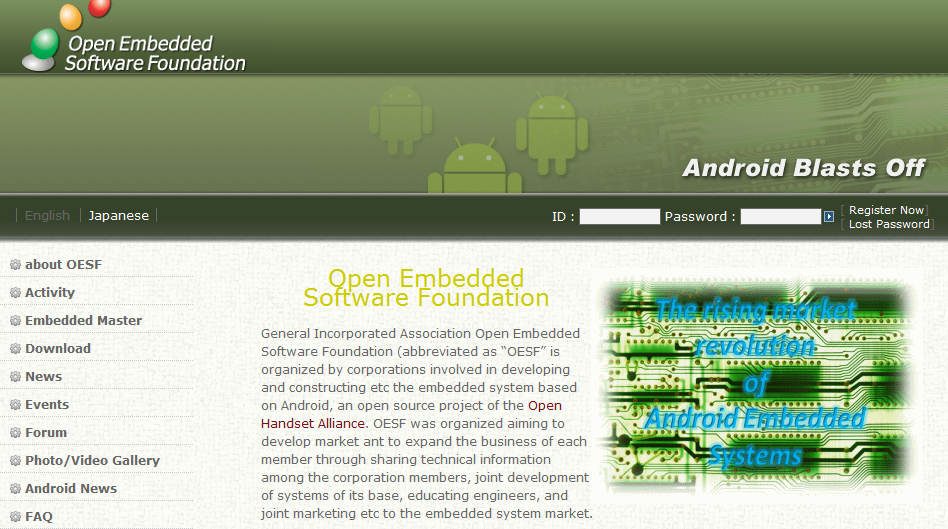 Open Embedded
Software Foundation
Android Blasts Off
English
Japanese
ID :
Password :
[ Register Now]
[ Lost Password]
about OESF
Activity
Embedded Master
Download
News
Events
Forum
Photo/Video Gallery
Android News
FAQ
Open Embedded
Software Foundation
General Incorporated Association Open Embedded
Software Foundation (abbreviated as “OESF” is
organized by corporations involved in developing
and constructing etc the embedded system based
on Android, an open source project of the Open
Handset Alliance. OESF was organized aiming to
develop market ant to expand the business of each
member through sharing technical information
among the corporation members, joint development
of systems of its base, educating engineers, and
joint marketing etc to the embedded system market.
The rising market
revolution
of
Android Embedded
Systems